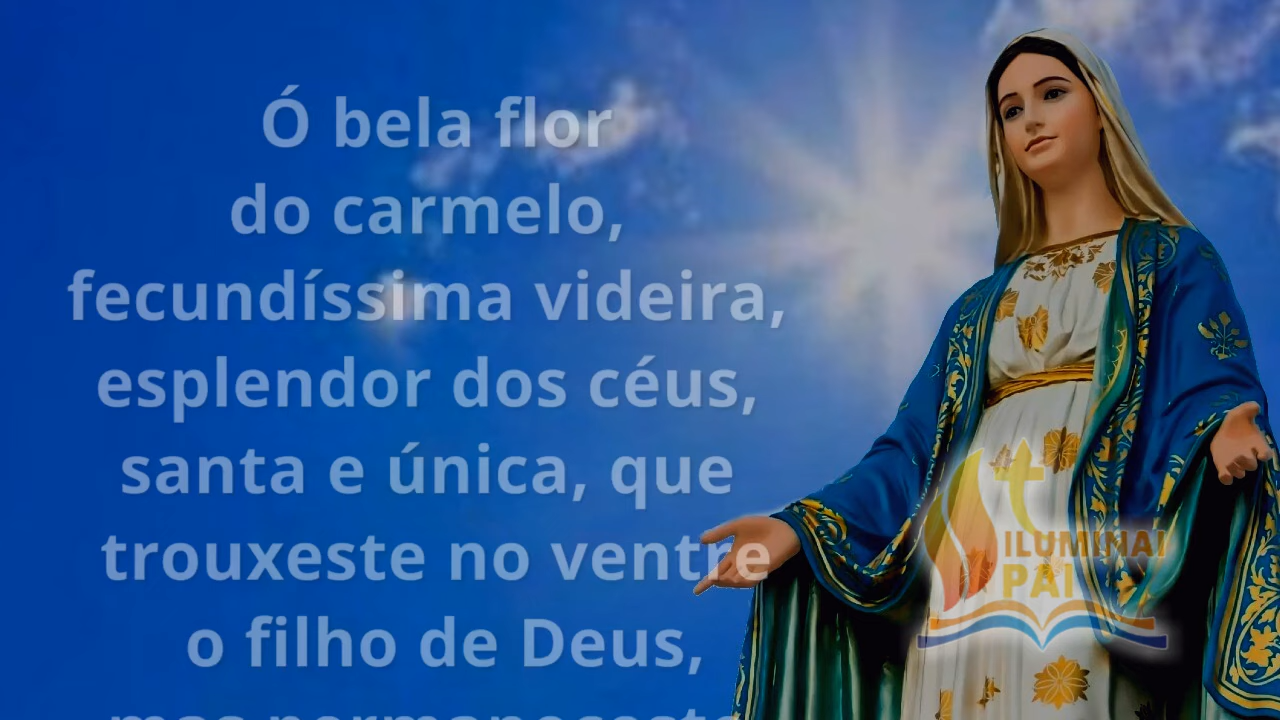 Ó bela flor
do carmelo,
fecundíssima videira,
esplendor dos céus,
santa e única, que
trouxeste no ventre
o filho de Deus,
ILUMINAI
PAI